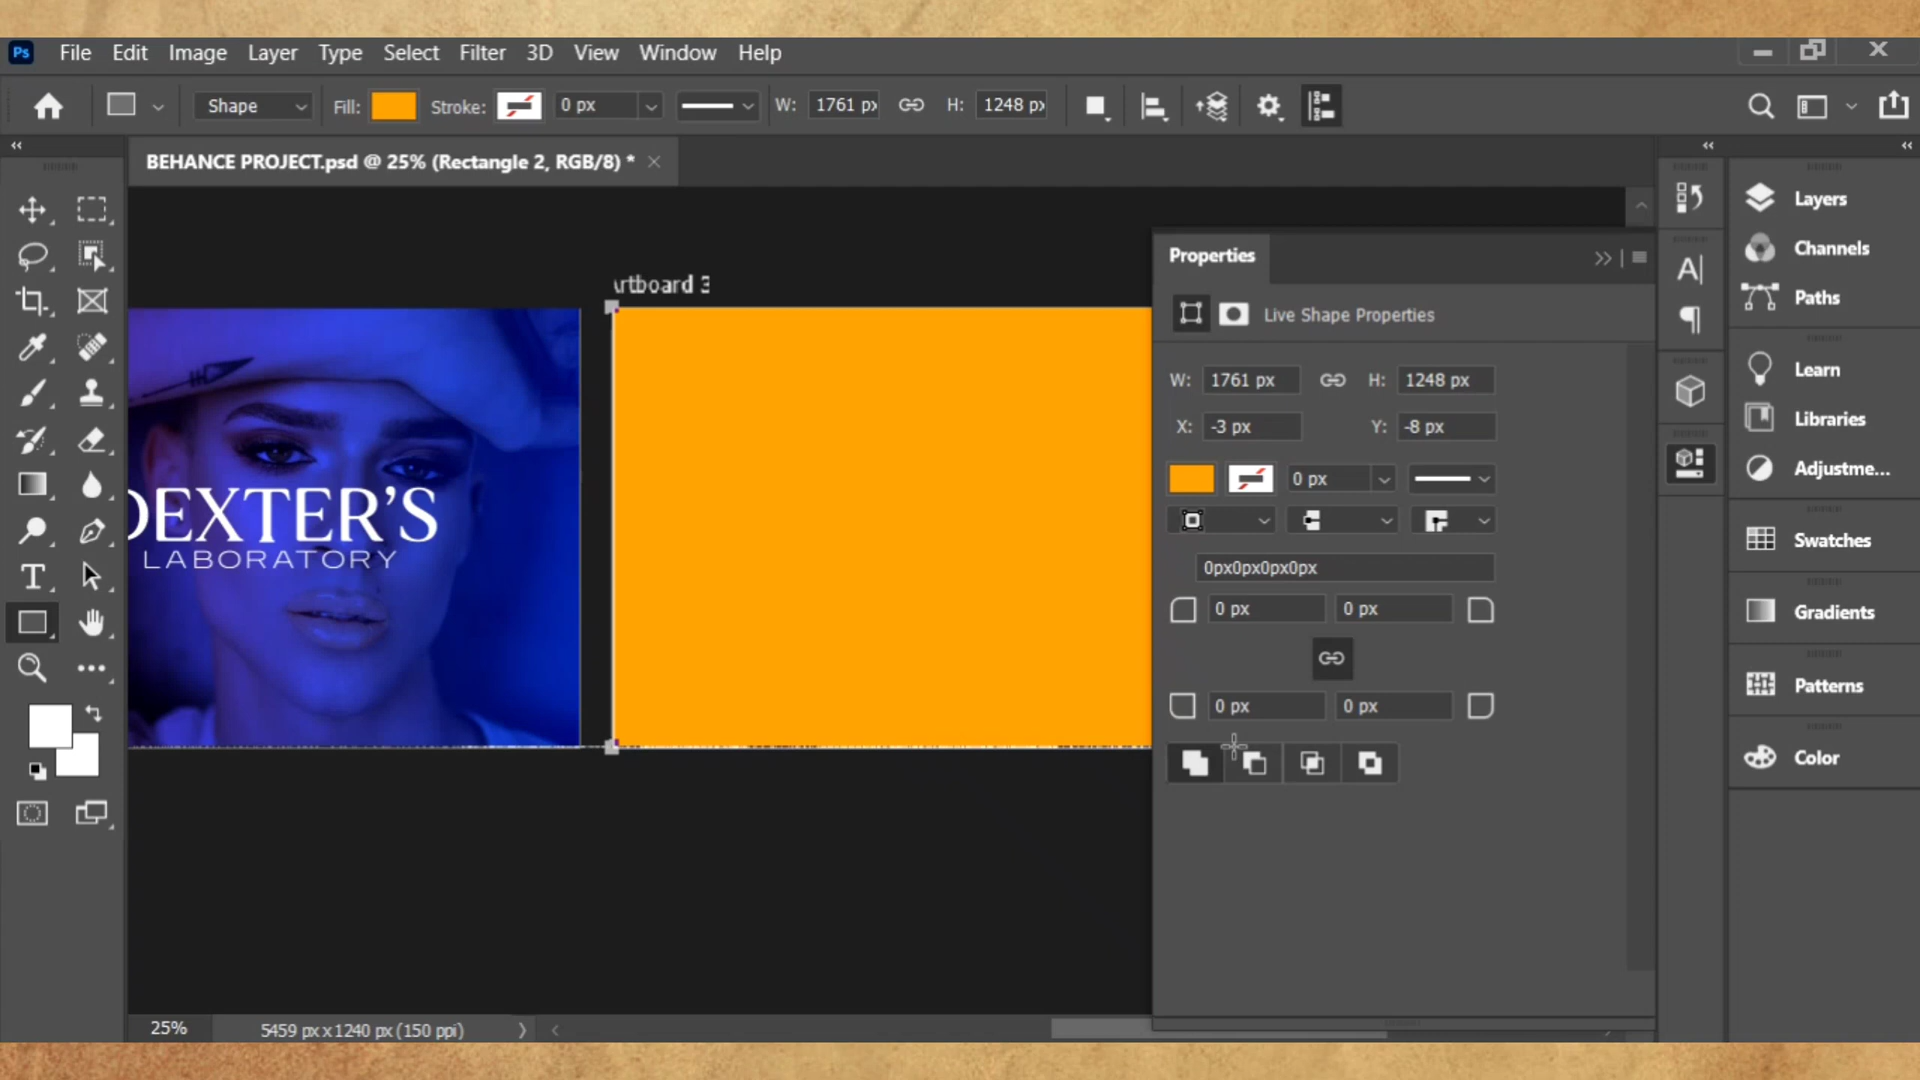 Ps File Edit Image Layer Type Select Filter 3D View Window Help
Shape Fill: Stroke: 0 px W: 1761 px H: 1248 px
BEHANCE PROJECT.psd @ 25% (Rectangle 2, RGB/8) *
rtboard 3
DEXTER'S
LABORATORY
Properties
Live Shape Properties
W: 1761 px H: 1248 px
X: -3 px Y: -8 px
0 px
0px0px0px0px
0 px 0 px
0 px 0 px
Layers
Channels
Paths
Learn
Libraries
Adjustme...
Swatches
Gradients
Patterns
Color
25% 5459 px x 1240 px (150 ppi)